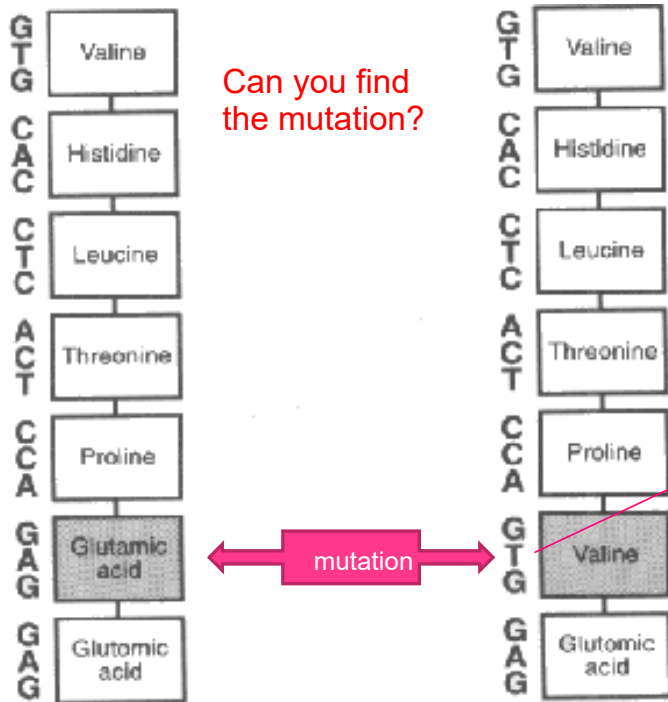 G
T
G
Valine
C
A
C
Histidine
C
T
C
Leucine
A
C
T
Threonine
C
C
A
Proline
G
A
G
Glutamic
acid
G
A
G
Glutomic
acid
Can you find
the mutation?
mutation
G
T
G
Valine
C
A
C
Histidine
C
T
C
Leucine
A
C
T
Threonine
C
C
A
Proline
G
T
G
Valine
G
A
G
Glutomic
acid